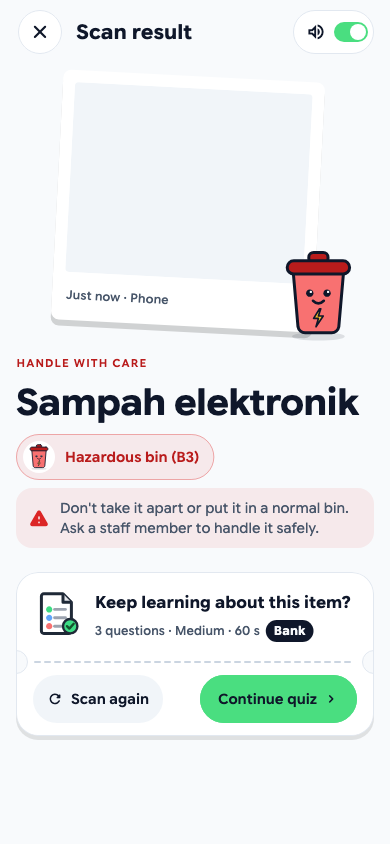 Scan result
Just now · Phone
HANDLE WITH CARE
Sampah elektronik
Hazardous bin (B3)
Don't take it apart or put it in a normal bin.
Ask a staff member to handle it safely.
Keep learning about this item?
3 questions · Medium · 60 s Bank
Scan again
Continue quiz